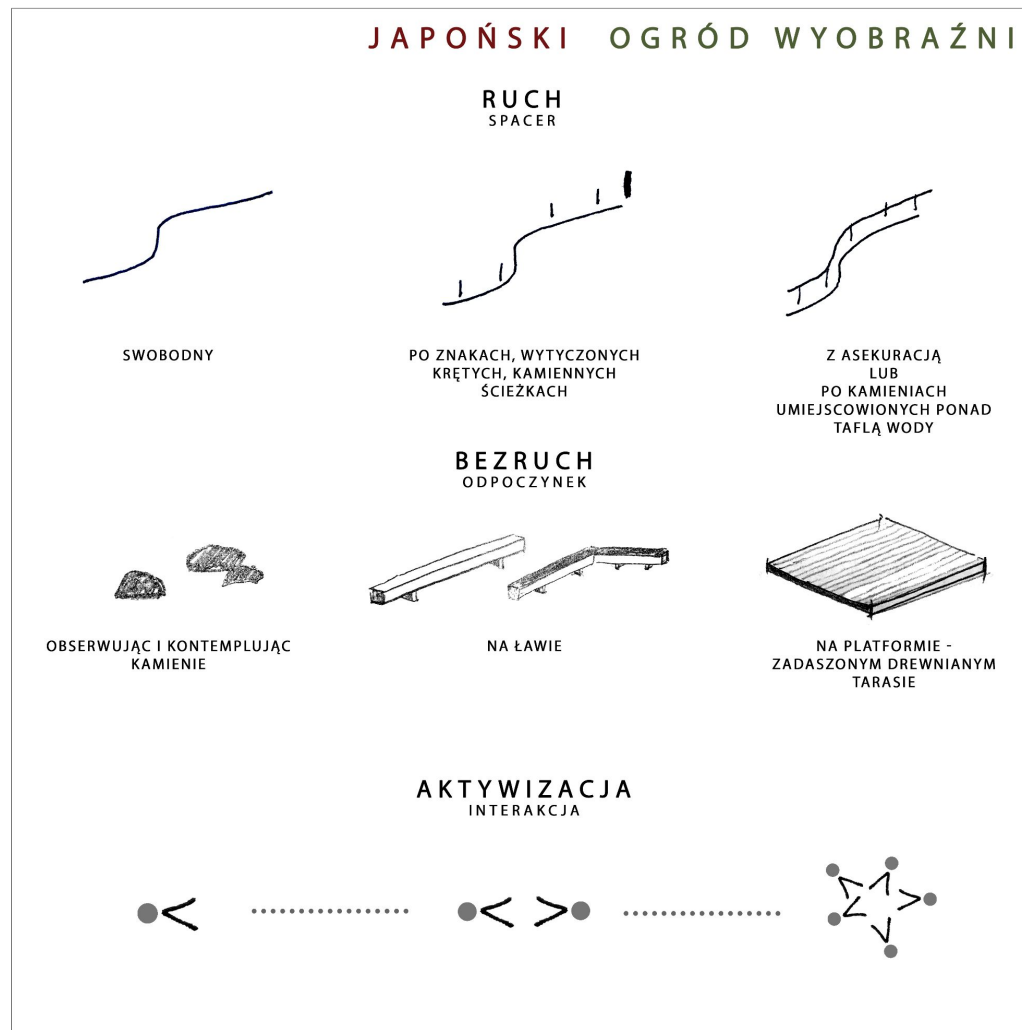 JAPOŃSKI OGRÓD WYOBRAŹNI
RUCH
SPACER
SWOBODNY
PO ZNAKACH, WYTYCZONYCH
KRĘTYCH, KAMIENNYCH
ŚCIEŻKACH
Z ASEKURACJĄ
LUB
PO KAMIENIACH
UMIEJSCOWIONYCH PONAD
TAFLĄ WODY
BEZRUCH
ODPOCZYNEK
OBSERWUJĄC I KONTEMPLUJĄC
KAMIENIE
NA ŁAWIE
NA PLATFORMIE -
ZADASZONYM DREWNIANYM
TARASIE
AKTYWIZACJA
INTERAKCJA